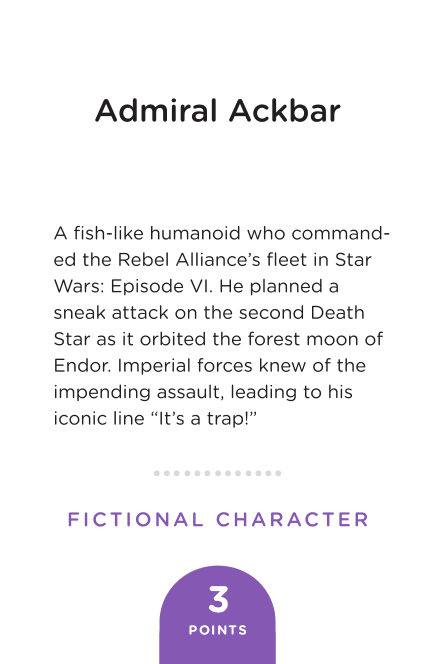 Admiral Ackbar
A fish-like humanoid who command-
ed the Rebel Alliance’s fleet in Star
Wars: Episode VI. He planned a
sneak attack on the second Death
Star as it orbited the forest moon of
Endor. Imperial forces knew of the
impending assault, leading to his
iconic line “It’s a trap!”
FICTIONAL CHARACTER
3
POINTS